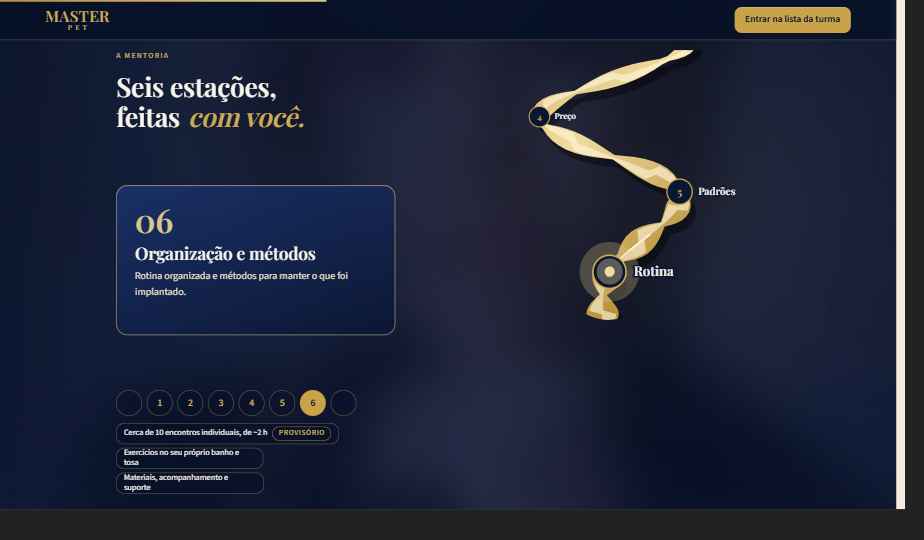 MASTER
PET
Entrar na lista da turma
A MENTORIA
Seis estações,
feitas com você.
4 Preço
5 Padrões
Rotina
06
Organização e métodos
Rotina organizada e métodos para manter o que foi
implantado.
1 2 3 4 5 6
Cerca de 10 encontros individuais, de ~2 h PROVISÓRIO
Exercícios no seu próprio banho e
tosa
Materiais, acompanhamento e
suporte